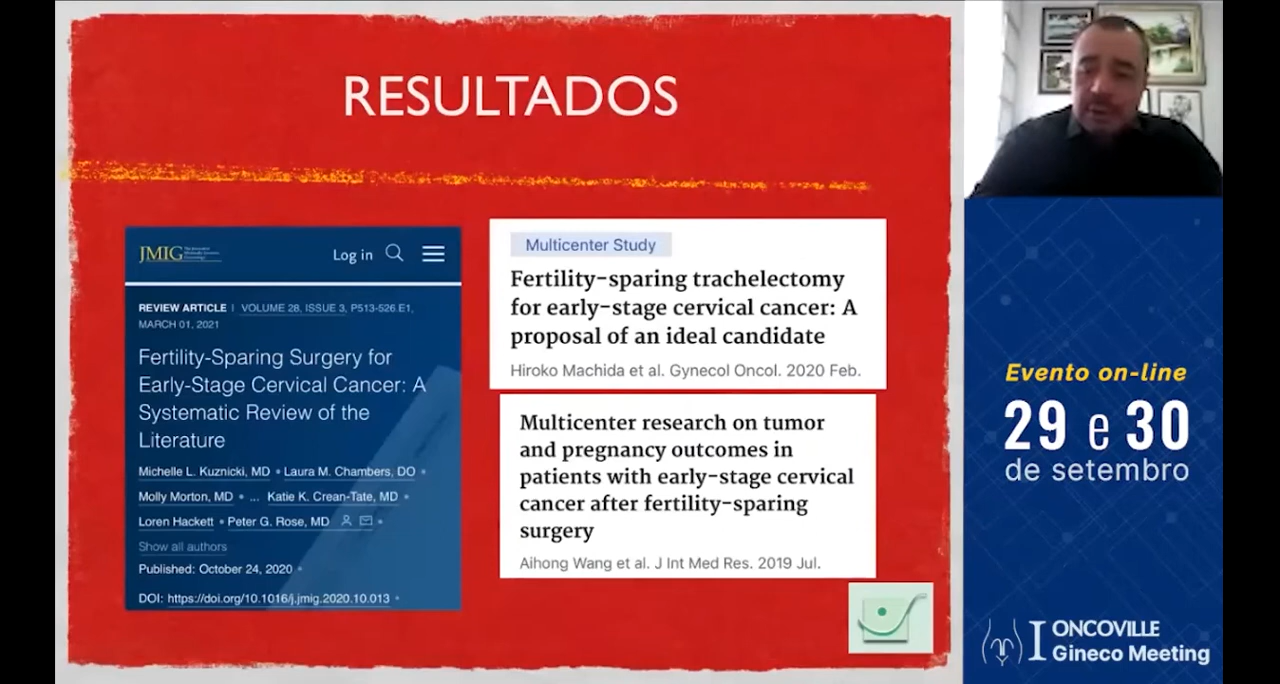 RESULTADOS
JMIG
Log in
REVIEW ARTICLE | VOLUME 28, ISSUE 3, P513-526.E1,
MARCH 01, 2021
Fertility-Sparing Surgery for
Early-Stage Cervical Cancer: A
Systematic Review of the
Literature
Michelle L. Kuznicki, MD • Laura M. Chambers, DO •
Molly Morton, MD • ... Katie K. Crean-Tate, MD •
Loren Hackett • Peter G. Rose, MD •
Show all authors
Published: October 24, 2020 •
DOI: https://doi.org/10.1016/j.jmig.2020.10.013 •
Multicenter Study
Fertility-sparing trachelectomy
for early-stage cervical cancer: A
proposal of an ideal candidate
Hiroko Machida et al. Gynecol Oncol. 2020 Feb.
Multicenter research on tumor
and pregnancy outcomes in
patients with early-stage cervical
cancer after fertility-sparing
surgery
Aihong Wang et al. J Int Med Res. 2019 Jul.
Evento on-line
29 e 30
de setembro
I ONCOVILLE
Gineco Meeting